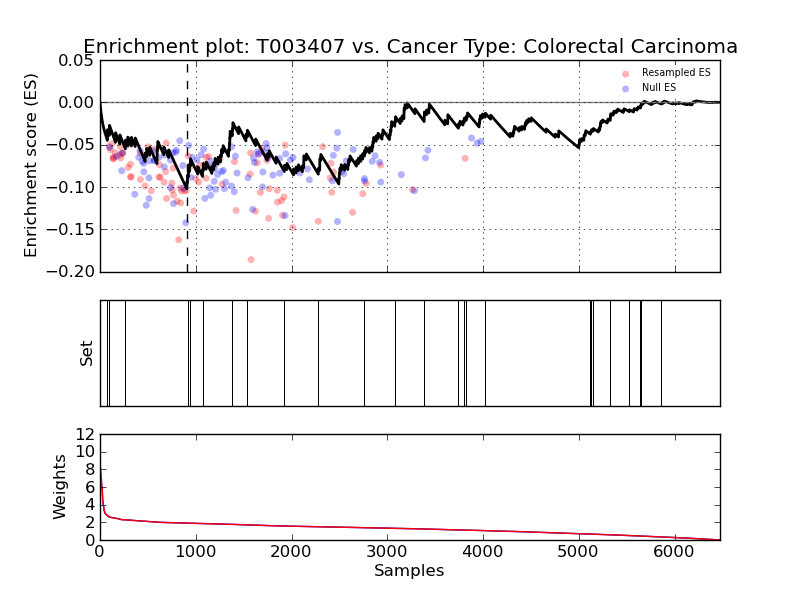 Enrichment plot: T003407 vs. Cancer Type: Colorectal Carcinoma
Enrichment score (ES)
0.05
0.00
−0.05
−0.10
−0.15
−0.20
Resampled ES
Null ES
Set
Weights
12
10
8
6
4
2
0
0 1000 2000 3000 4000 5000 6000
Samples